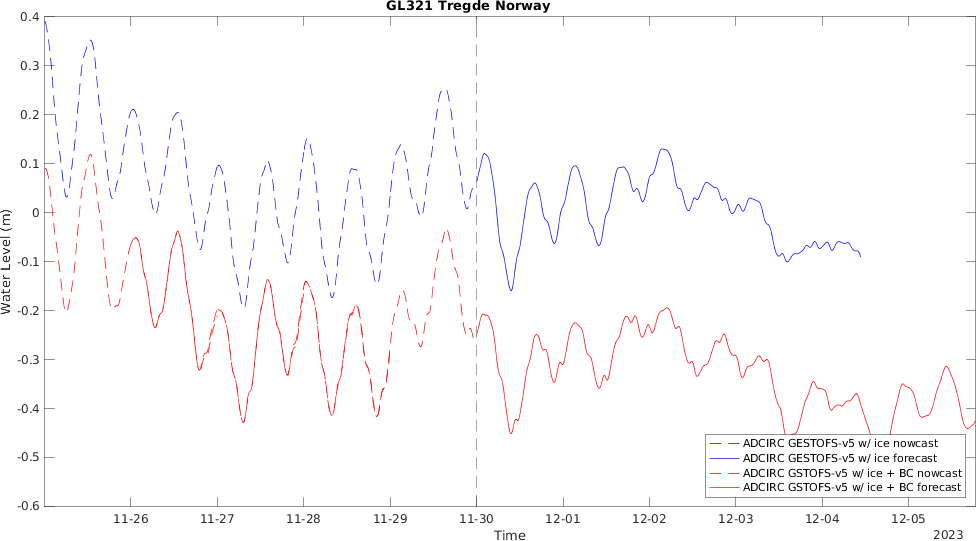 GL321 Tregde Norway
0.4
0.3
0.2
0.1
0
-0.1
-0.2
-0.3
-0.4
-0.5
-0.6
Water Level (m)
11-26 11-27 11-28 11-29 11-30 12-01 12-02 12-03 12-04 12-05
Time
2023
ADCIRC GESTOFS-v5 w/ ice nowcast
ADCIRC GESTOFS-v5 w/ ice forecast
ADCIRC GSTOFS-v5 w/ ice + BC nowcast
ADCIRC GSTOFS-v5 w/ ice + BC forecast